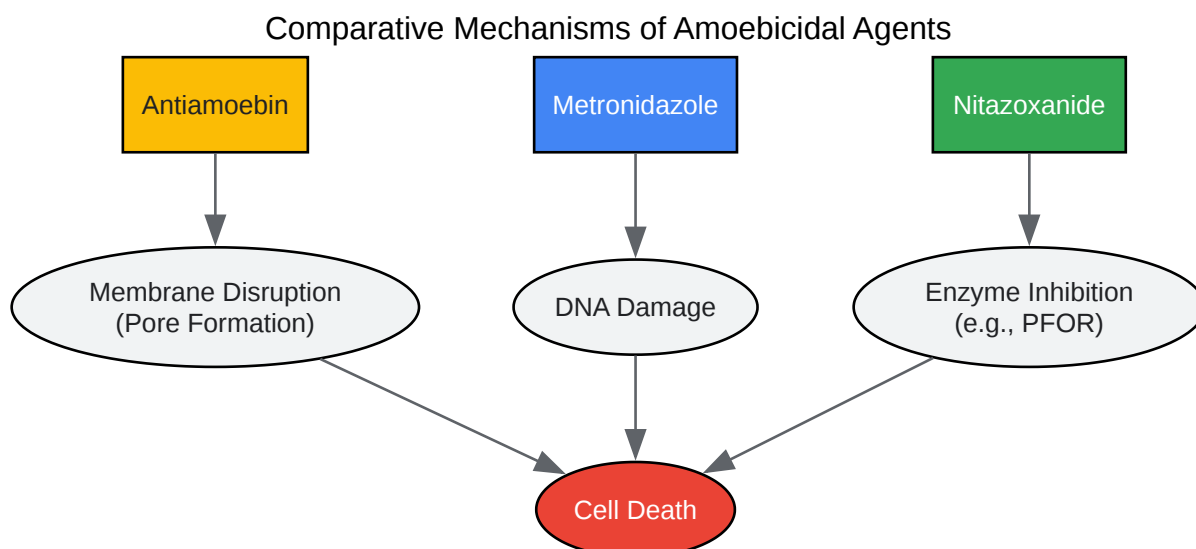 Comparative Mechanisms of Amoebicidal Agents
Antiamoebin
Metronidazole
Nitazoxanide
Membrane Disruption
(Pore Formation)
DNA Damage
Enzyme Inhibition
(e.g., PFOR)
Cell Death